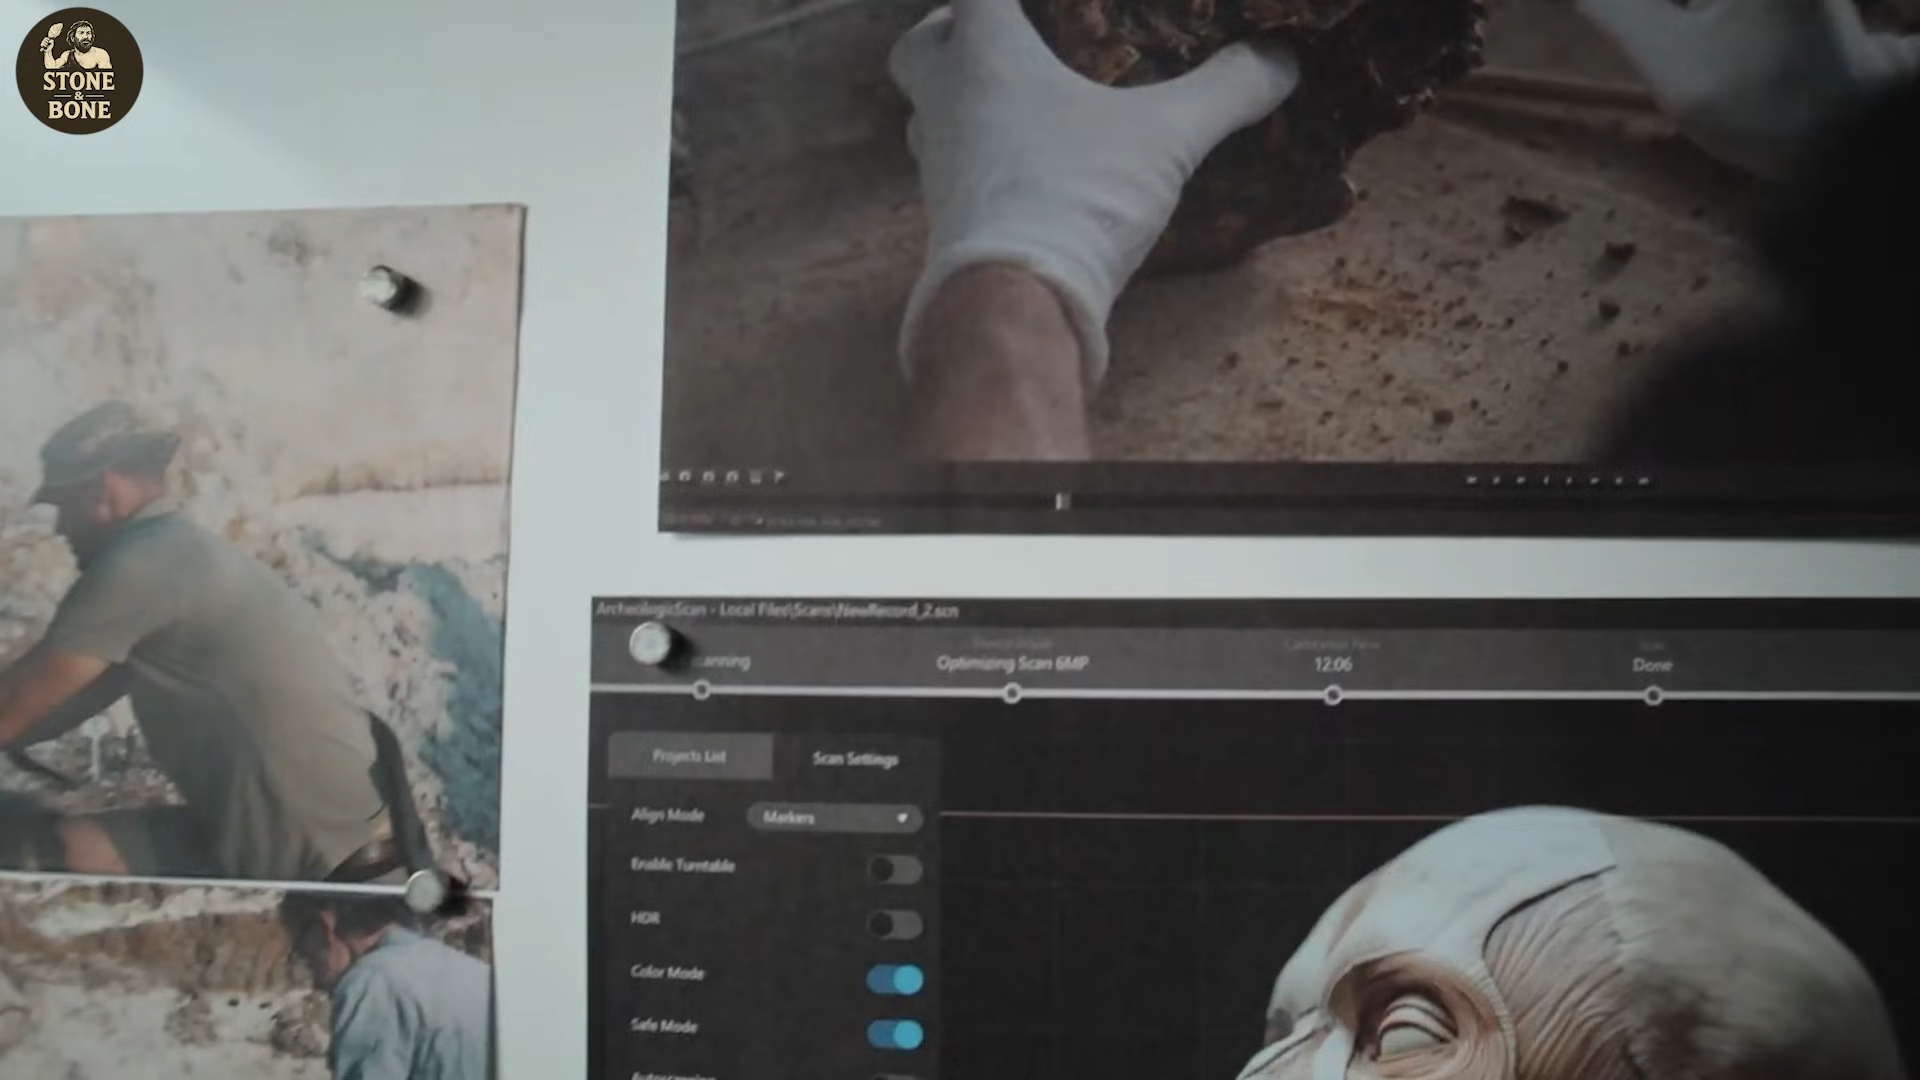 STONE
&
BONE
ArcheologicScan - Local Files\Scans\NewRecord_2.scn
Optimizing Scan 6MP
12:06
Done
Projects List
Scan Settings
Align Mode
Markers
Enable Turntable
HDR
Color Mode
Safe Mode